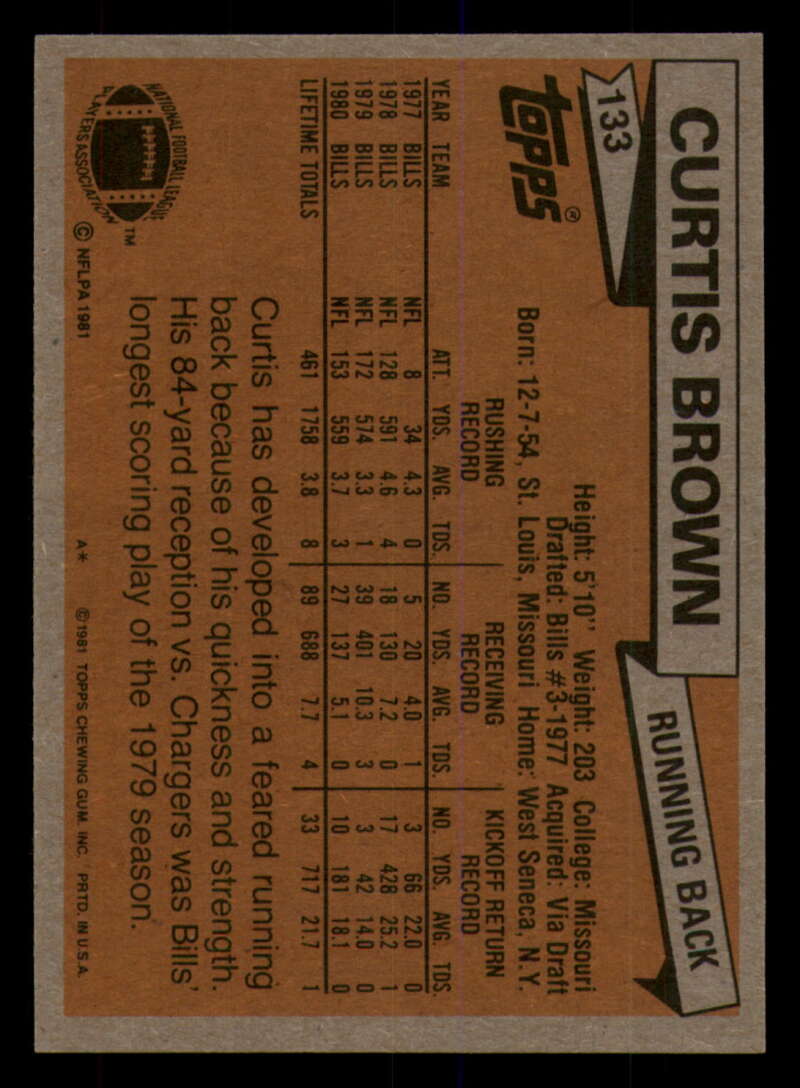 CURTIS BROWN
RUNNING BACK
133
topps®
Height: 5'10" Weight: 203 College: Missouri
Drafted: Bills #3-1977 Acquired: Via Draft
Born: 12-7-54, St. Louis, Missouri Home: West Seneca, N.Y.
RUSHING RECORD RECEIVING RECORD KICKOFF RETURN RECORD
YEAR TEAM ATT. YDS. AVG. TDS. NO. YDS. AVG. TDS. NO. YDS. AVG. TDS.
1977 BILLS NFL 8 34 4.3 0 5 20 4.0 1 3 66 22.0 0
1978 BILLS NFL 128 591 4.6 4 18 130 7.2 0 17 428 25.2 1
1979 BILLS NFL 172 574 3.3 1 39 401 10.3 3 3 42 14.0 0
1980 BILLS NFL 153 559 3.7 3 27 137 5.1 0 10 181 18.1 0
LIFETIME TOTALS 461 1758 3.8 8 89 688 7.7 4 33 717 21.7 1
Curtis has developed into a feared running
back because of his quickness and strength.
His 84-yard reception vs. Chargers was Bills'
longest scoring play of the 1979 season.
NATIONAL FOOTBALL LEAGUE
PLAYERS ASSOCIATION
TM
© NFLPA 1981
A* ©1981 TOPPS CHEWING GUM, INC. PRTD. IN U.S.A.